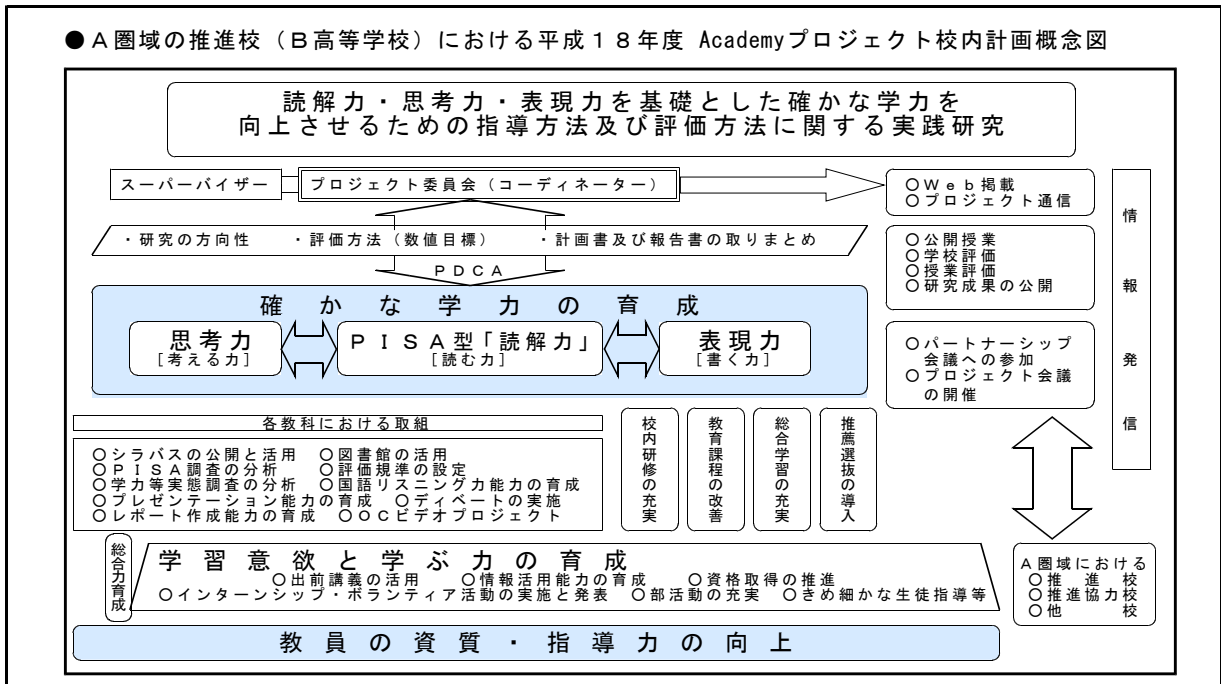 ●A圏域の推進校（B高等学校）における平成18年度 Academyプロジェクト校内計画概念図
読解力・思考力・表現力を基礎とした確かな学力を
向上させるための指導方法及び評価方法に関する実践研究
スーパーバイザー
プロジェクト委員会（コーディネーター）
○Ｗｅｂ掲載
○プロジェクト通信
・研究の方向性 ・評価方法（数値目標） ・計画書及び報告書の取りまとめ
ＰＤＣＡ
○公開授業
○学校評価
○授業評価
○研究成果の公開
情報発信
確かな学力の育成
思考力
[考える力]
ＰＩＳＡ型「読解力」
[読む力]
表現力
[書く力]
○パートナーシップ
会議への参加
○プロジェクト会議
の開催
各教科における取組
○シラバスの公開と活用 ○図書館の活用
○ＰＩＳＡ調査の分析 ○評価規準の設定
○学力等実態調査の分析 ○国語リスニング力能力の育成
○プレゼンテーション能力の育成 ○ディベートの実施
○レポート作成能力の育成 ○ＯＣビデオプロジェクト
校内研修の充実
教育課程の改善
総合学習の充実
推薦選抜の導入
総合力育成
学習意欲と学ぶ力の育成
○出前講義の活用 ○情報活用能力の育成 ○資格取得の推進
○インターンシップ・ボランティア活動の実施と発表 ○部活動の充実 ○きめ細かな生徒指導等
A圏域における
○推進校
○推進協力校
○他校
教員の資質・指導力の向上